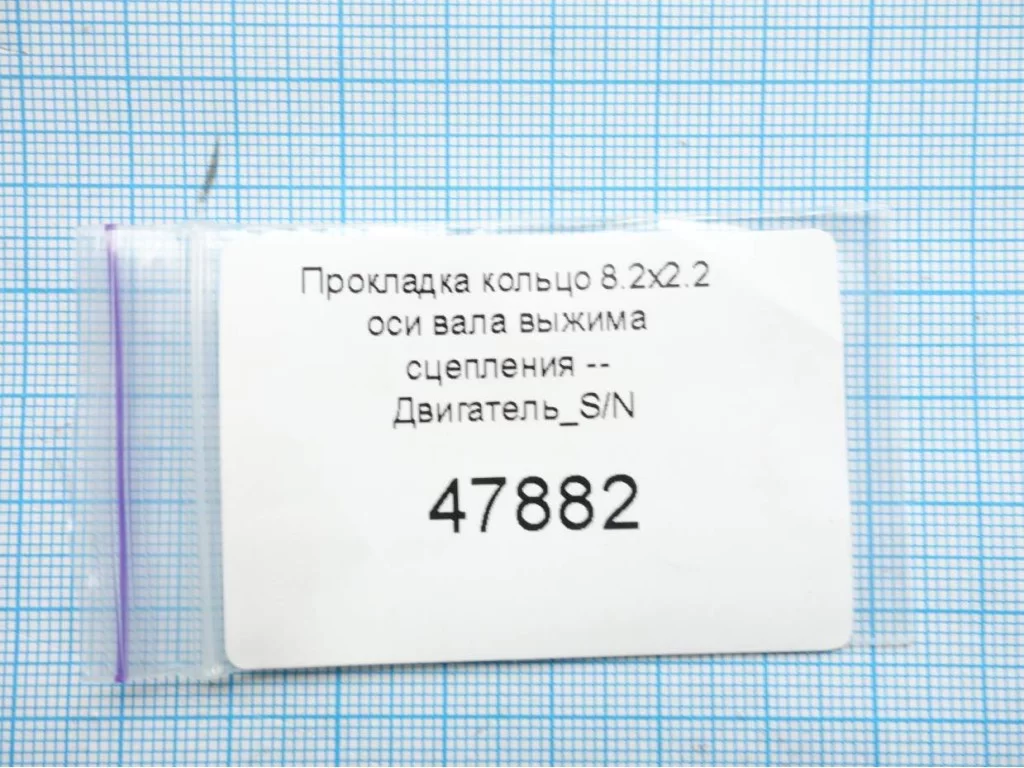 Прокладка кольцо 8.2x2.2
оси вала выжима
сцепления --
Двигатель_S/N
47882